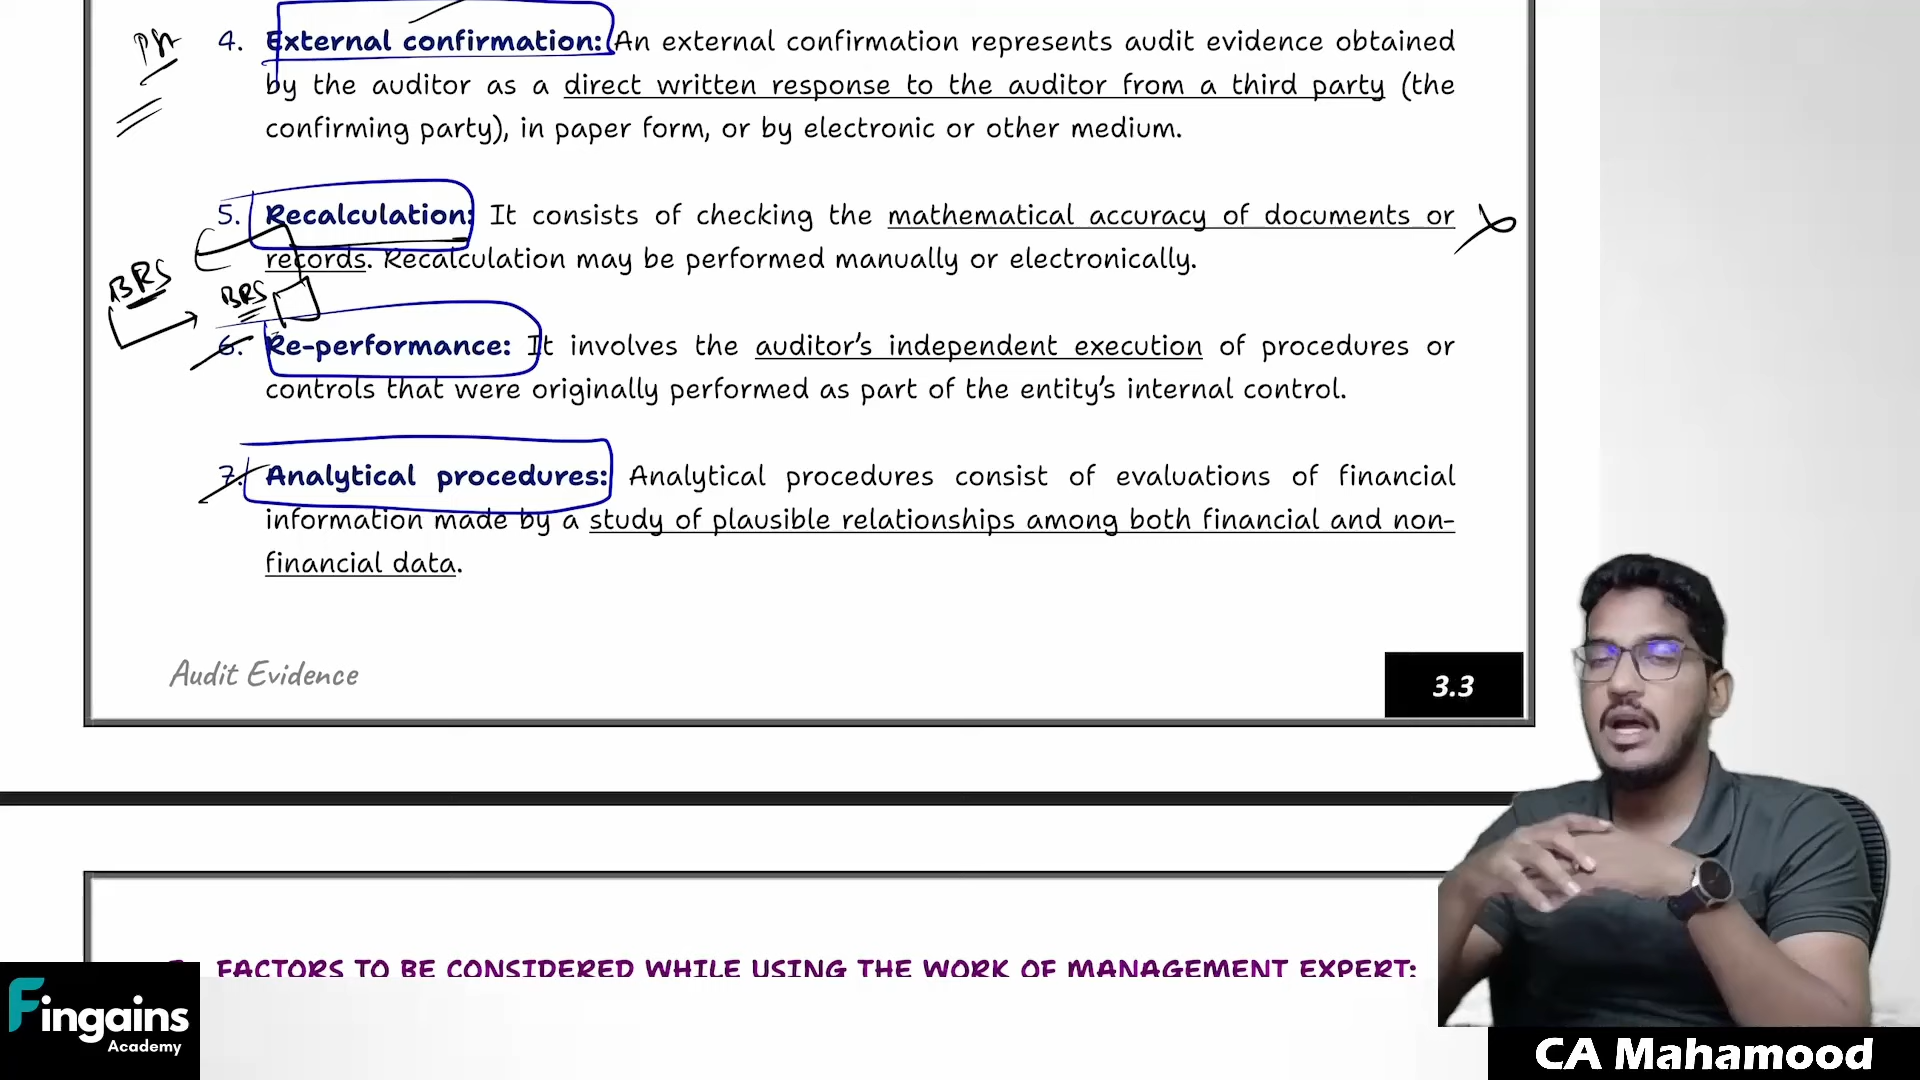 4. External confirmation: An external confirmation represents audit evidence obtained
by the auditor as a direct written response to the auditor from a third party (the
confirming party), in paper form, or by electronic or other medium.
5. Recalculation: It consists of checking the mathematical accuracy of documents or
records. Recalculation may be performed manually or electronically.
BRS
BRS
6. Re-performance: It involves the auditor's independent execution of procedures or
controls that were originally performed as part of the entity's internal control.
7. Analytical procedures: Analytical procedures consist of evaluations of financial
information made by a study of plausible relationships among both financial and non-
financial data.
Audit Evidence
3.3
FACTORS TO BE CONSIDERED WHILE USING THE WORK OF MANAGEMENT EXPERT:
Fingains
Academy
CA Mahamood